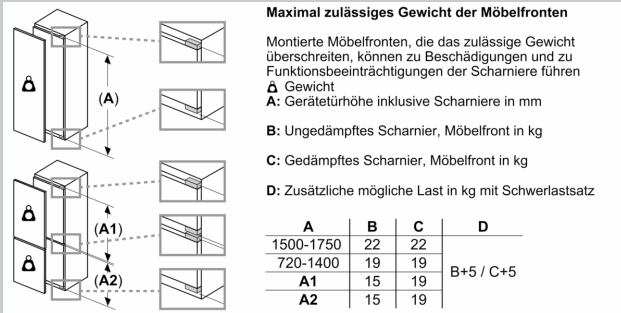 Maximal zulässiges Gewicht der Möbelfronten
Montierte Möbelfronten, die das zulässige Gewicht
überschreiten, können zu Beschädigungen und zu
Funktionsbeeinträchtigungen der Scharniere führen
Gewicht
A: Gerätetürhöhe inklusive Scharniere in mm
B: Ungedämpftes Scharnier, Möbelfront in kg
C: Gedämpftes Scharnier, Möbelfront in kg
D: Zusätzliche mögliche Last in kg mit Schwerlastsatz
(A)
(A1)
(A2)
A B C D
1500-1750 22 22
720-1400 19 19
B+5 / C+5
A1 15 19
A2 15 19